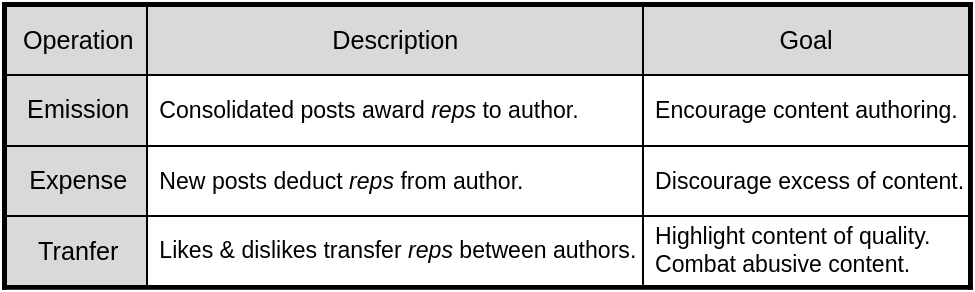 Operation Description Goal
Emission Consolidated posts award reps to author. Encourage content authoring.
Expense New posts deduct reps from author. Discourage excess of content.
Tranfer Likes & dislikes transfer reps between authors. Highlight content of quality.
Combat abusive content.